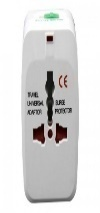 CE
TRAVEL
UNIVERSAL
ADAPTOR
SURGE
PROTECTOR